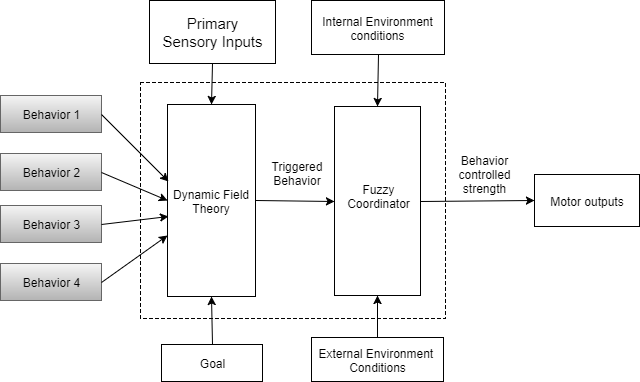 Primary
Sensory Inputs
Internal Environment
conditions
Behavior 1
Behavior 2
Behavior 3
Behavior 4
Dynamic Field
Theory
Triggered
Behavior
Fuzzy
Coordinator
Behavior
controlled
strength
Motor outputs
Goal
External Environment
Conditions